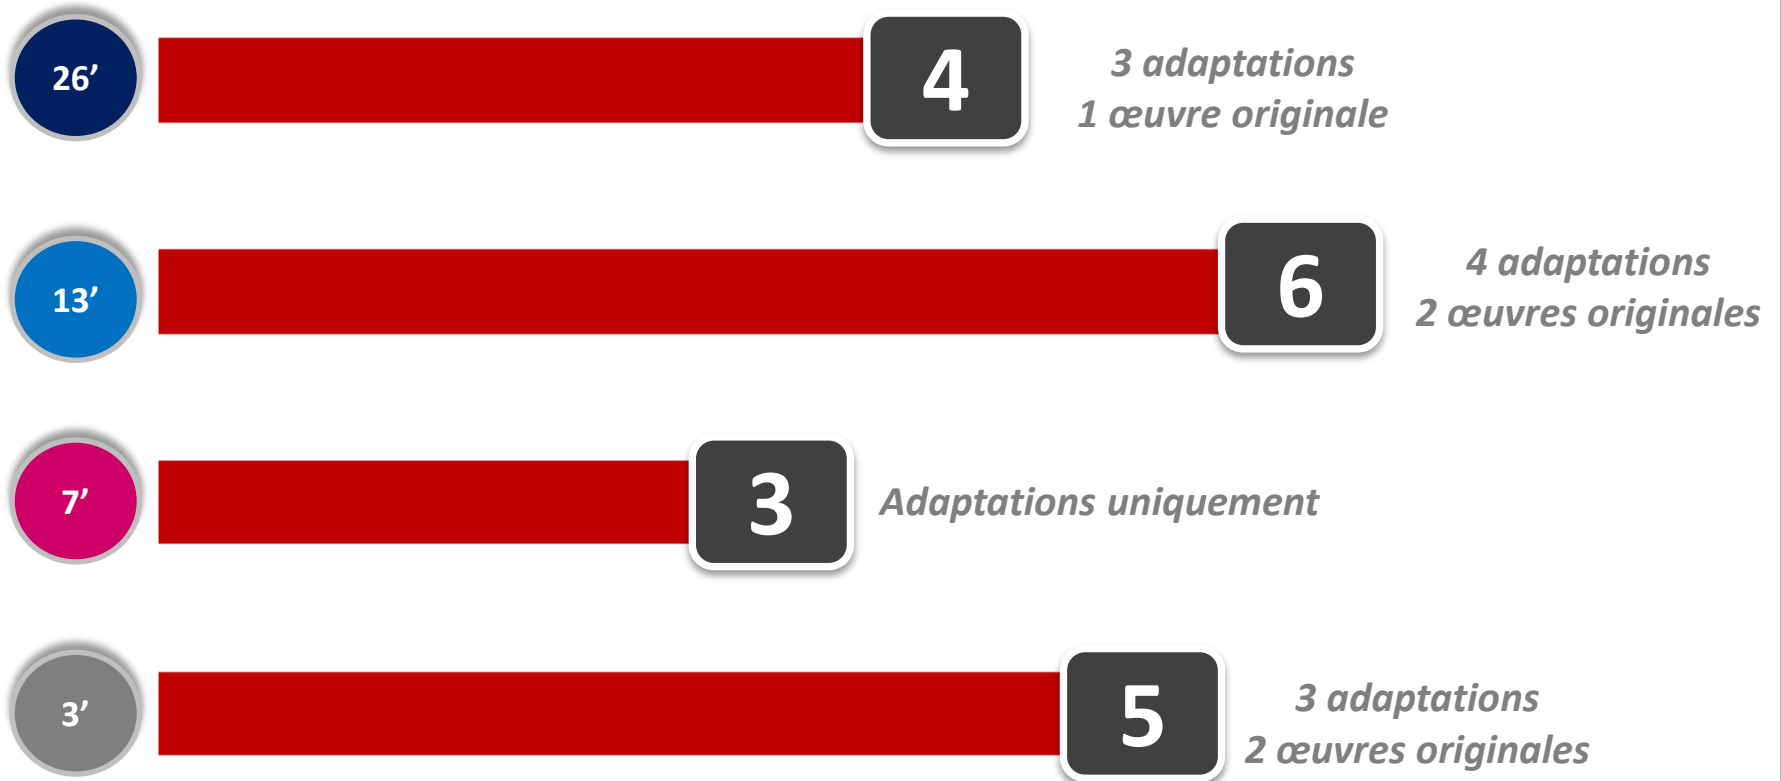 26’
4
3 adaptations
1 œuvre originale
13’
6
4 adaptations
2 œuvres originales
7’
3
Adaptations uniquement
3’
5
3 adaptations
2 œuvres originales